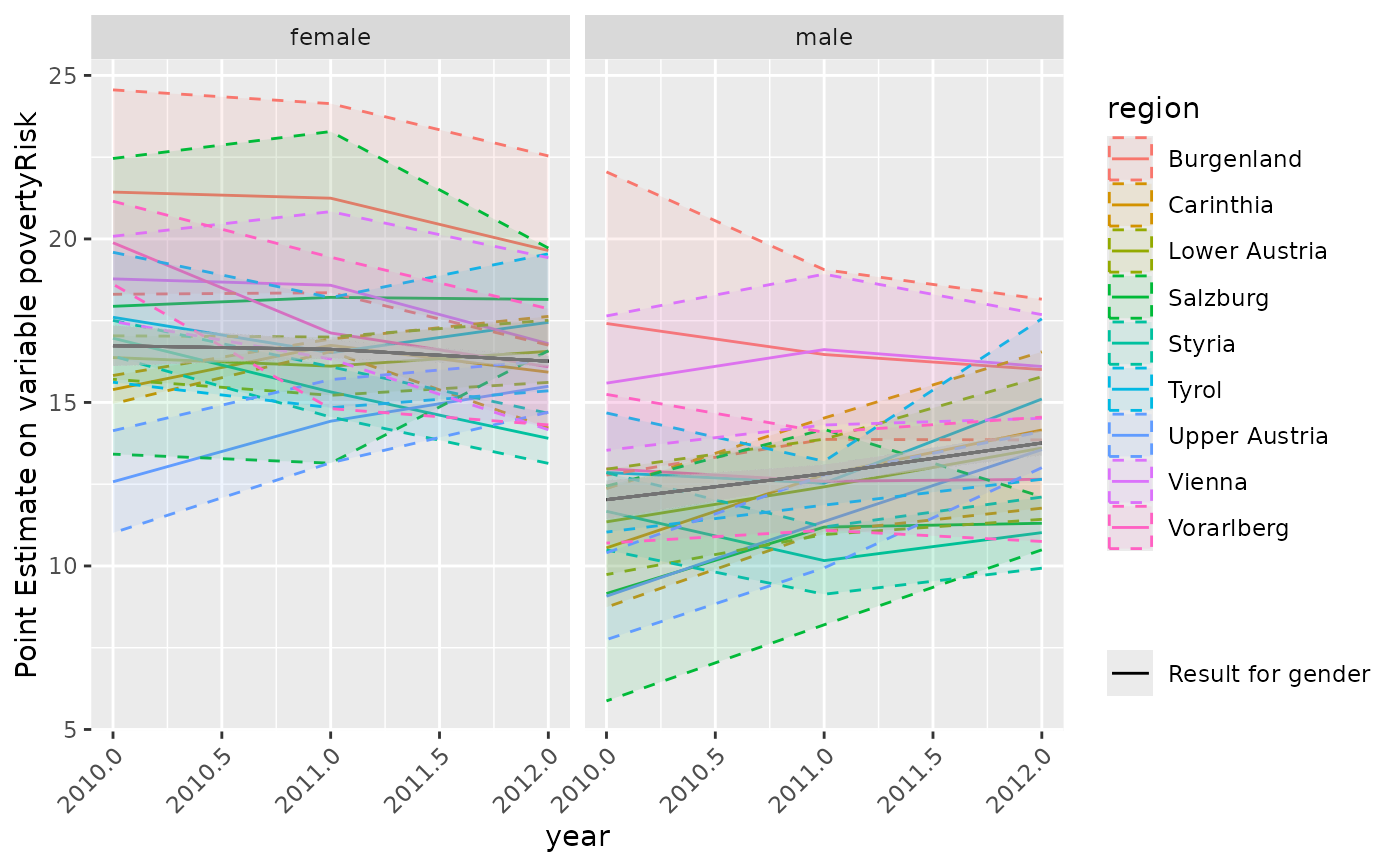 female
male
Point Estimate on variable povertyRisk
25
20
15
10
5
2010.0
2010.5
2011.0
2011.5
2012.0
2010.0
2010.5
2011.0
2011.5
2012.0
year
region
Burgenland
Carinthia
Lower Austria
Salzburg
Styria
Tyrol
Upper Austria
Vienna
Vorarlberg
Result for gender